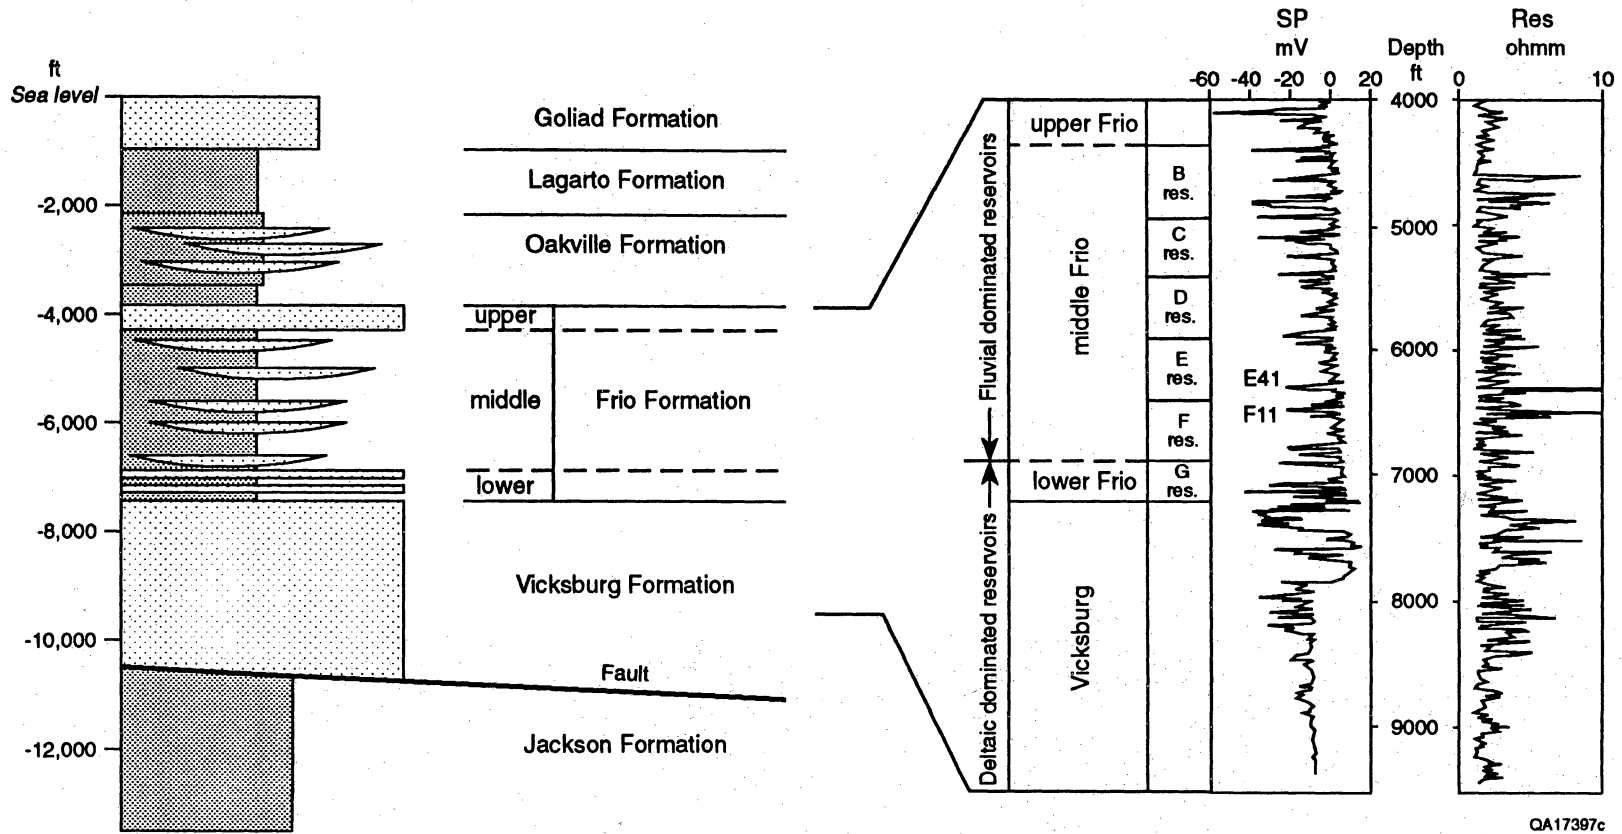 ft
Sea level
-2,000
-4,000
-6,000
-8,000
-10,000
-12,000
Goliad Formation
Lagarto Formation
Oakville Formation
upper
middle
Frio Formation
lower
Vicksburg Formation
Fault
Jackson Formation
Fluvial dominated reservoirs
Deltaic dominated reservoirs
upper Frio
middle Frio
lower Frio
Vicksburg
B
res.
C
res.
D
res.
E
res.
F
res.
G
res.
SP
mV
-60 -40 -20 0 20
E41
F11
Depth
ft
4000
5000
6000
7000
8000
9000
Res
ohmm
0 10
QA17397c